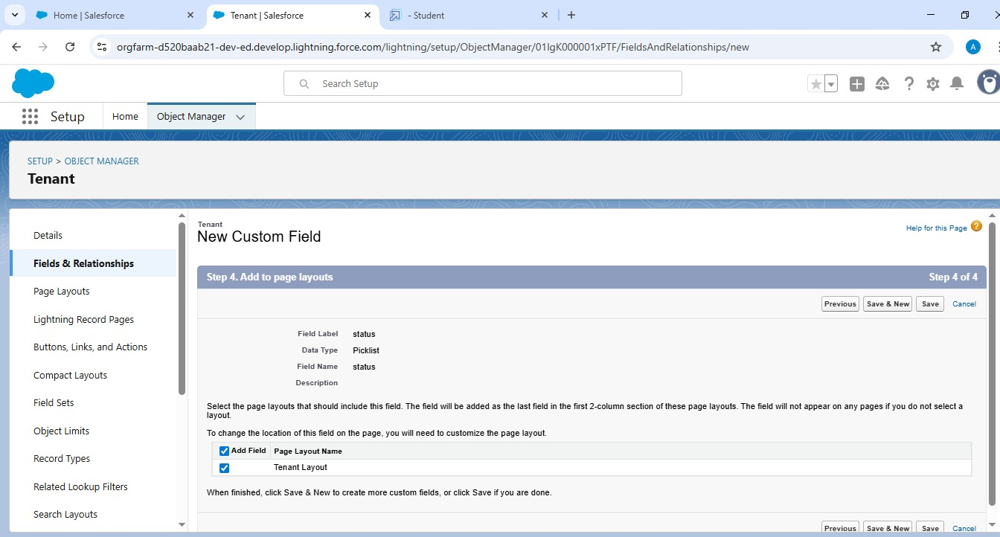 Home | Salesforce
Tenant | Salesforce
- Student
orgfarm-d520baab21-dev-ed.develop.lightning.force.com/lightning/setup/ObjectManager/01IgK000001xPTF/FieldsAndRelationships/new
A
Search Setup
Setup
Home
Object Manager
SETUP > OBJECT MANAGER
Tenant
Details
Fields & Relationships
Page Layouts
Lightning Record Pages
Buttons, Links, and Actions
Compact Layouts
Field Sets
Object Limits
Record Types
Related Lookup Filters
Search Layouts
Tenant
New Custom Field
Help for this Page ?
Step 4. Add to page layouts
Step 4 of 4
Previous Save & New Save Cancel
Field Label status
Data Type Picklist
Field Name status
Description
Select the page layouts that should include this field. The field will be added as the last field in the first 2-column section of these page layouts. The field will not appear on any pages if you do not select a
layout.
To change the location of this field on the page, you will need to customize the page layout.
Add Field Page Layout Name
Tenant Layout
When finished, click Save & New to create more custom fields, or click Save if you are done.
Previous Save & New Save Cancel